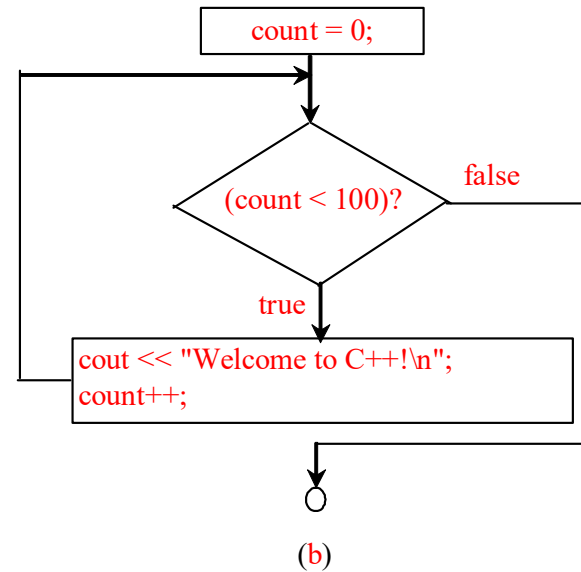 count = 0;
(count < 100)?
false
true
cout << "Welcome to C++!\n";
count++;
(b)